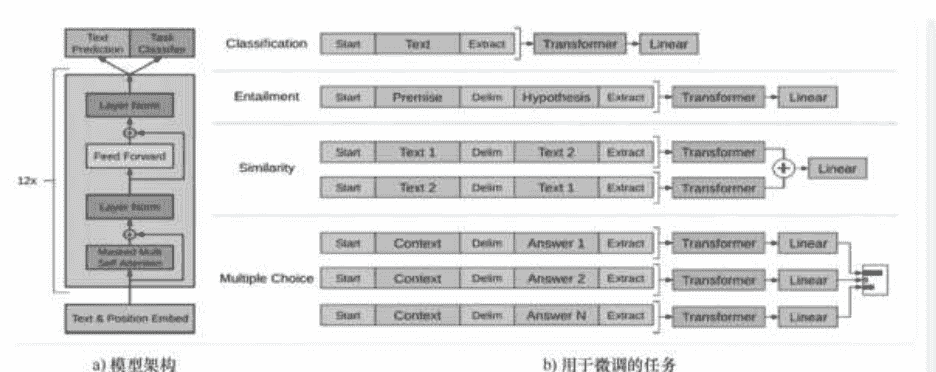 Text Prediction
Task Classifier
Layer Norm
Feed Forward
12x
Layer Norm
Masked Multi Self Attention
Text & Position Embed
a) 模型架构
Classification
Start Text Extract Transformer Linear
Entailment
Start Premise Delim Hypothesis Extract Transformer Linear
Similarity
Start Text 1 Delim Text 2 Extract Transformer
+ Linear
Start Text 2 Delim Text 1 Extract Transformer
Multiple Choice
Start Context Delim Answer 1 Extract Transformer Linear
Start Context Delim Answer 2 Extract Transformer Linear
Start Context Delim Answer N Extract Transformer Linear
b) 用于微调的任务